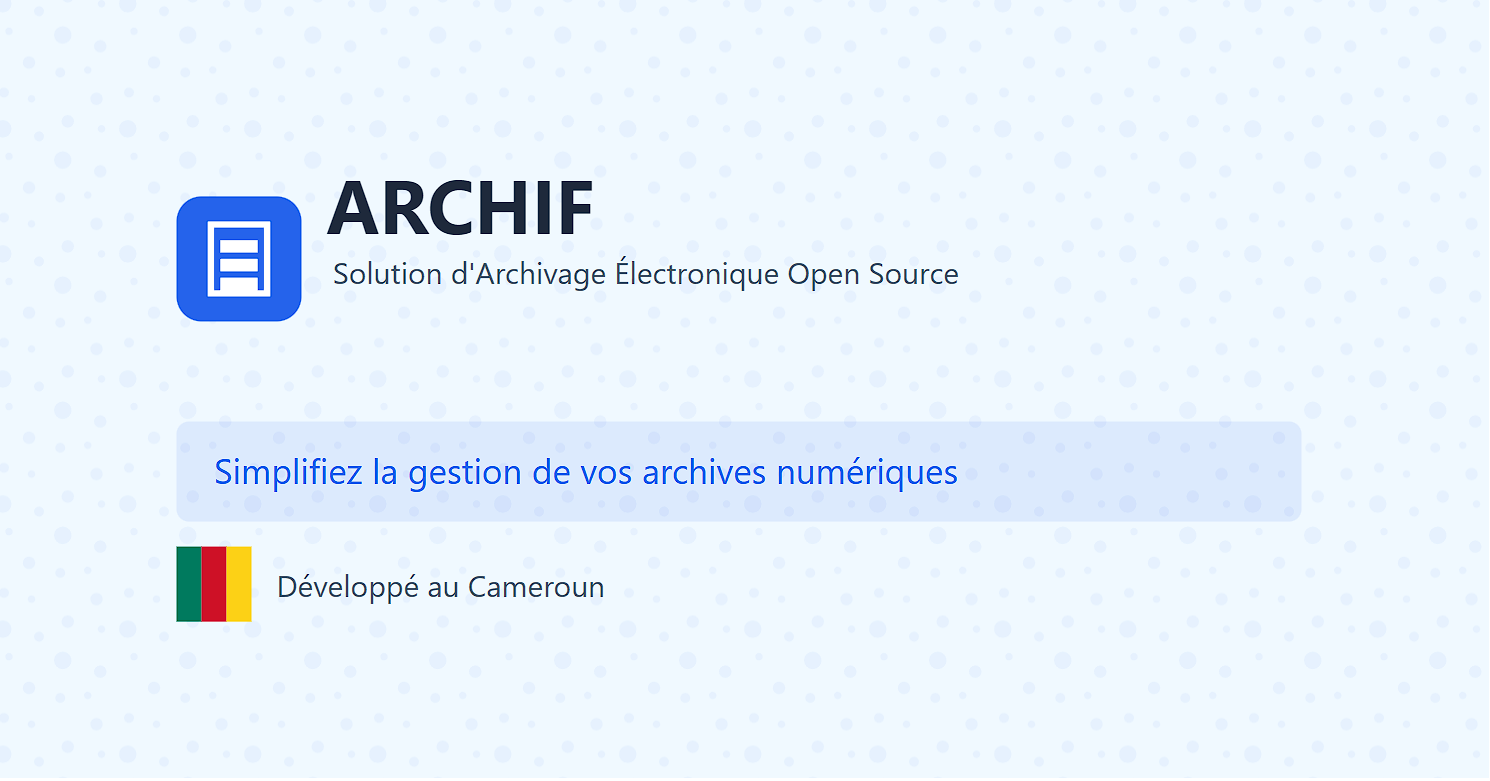 ARCHIF
Solution d'Archivage Électronique Open Source
Simplifiez la gestion de vos archives numériques
Développé au Cameroun